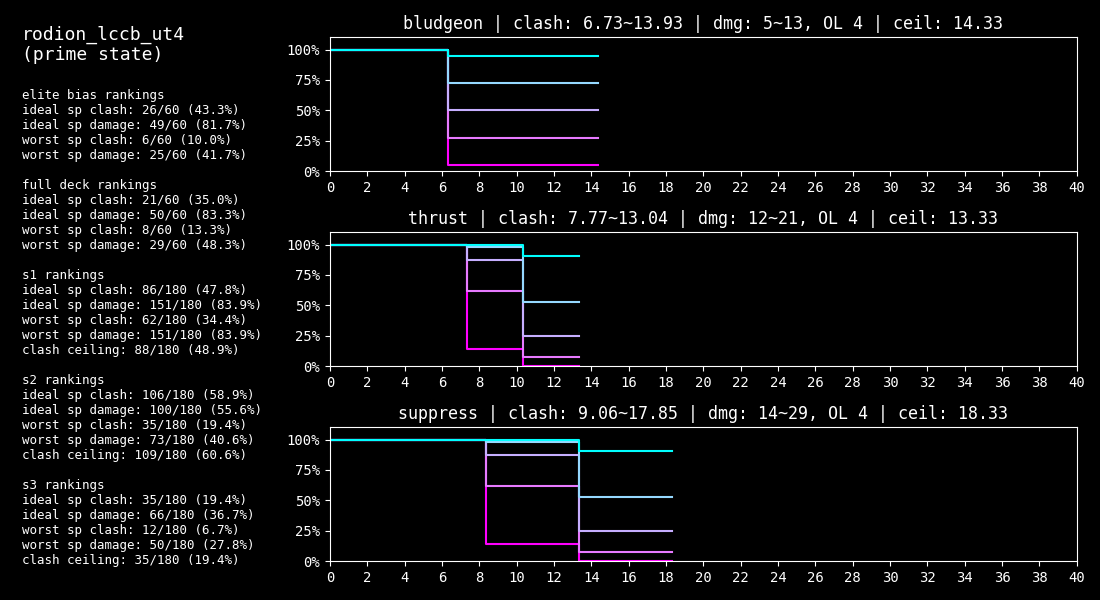 rodion_lccb_ut4
(prime state)
elite bias rankings
ideal sp clash: 26/60 (43.3%)
ideal sp damage: 49/60 (81.7%)
worst sp clash: 6/60 (10.0%)
worst sp damage: 25/60 (41.7%)
full deck rankings
ideal sp clash: 21/60 (35.0%)
ideal sp damage: 50/60 (83.3%)
worst sp clash: 8/60 (13.3%)
worst sp damage: 29/60 (48.3%)
s1 rankings
ideal sp clash: 86/180 (47.8%)
ideal sp damage: 151/180 (83.9%)
worst sp clash: 62/180 (34.4%)
worst sp damage: 151/180 (83.9%)
clash ceiling: 88/180 (48.9%)
s2 rankings
ideal sp clash: 106/180 (58.9%)
ideal sp damage: 100/180 (55.6%)
worst sp clash: 35/180 (19.4%)
worst sp damage: 73/180 (40.6%)
clash ceiling: 109/180 (60.6%)
s3 rankings
ideal sp clash: 35/180 (19.4%)
ideal sp damage: 66/180 (36.7%)
worst sp clash: 12/180 (6.7%)
worst sp damage: 50/180 (27.8%)
clash ceiling: 35/180 (19.4%)
bludgeon | clash: 6.73~13.93 | dmg: 5~13, OL 4 | ceil: 14.33
100%
75%
50%
25%
0%
0 2 4 6 8 10 12 14 16 18 20 22 24 26 28 30 32 34 36 38 40
thrust | clash: 7.77~13.04 | dmg: 12~21, OL 4 | ceil: 13.33
100%
75%
50%
25%
0%
0 2 4 6 8 10 12 14 16 18 20 22 24 26 28 30 32 34 36 38 40
suppress | clash: 9.06~17.85 | dmg: 14~29, OL 4 | ceil: 18.33
100%
75%
50%
25%
0%
0 2 4 6 8 10 12 14 16 18 20 22 24 26 28 30 32 34 36 38 40